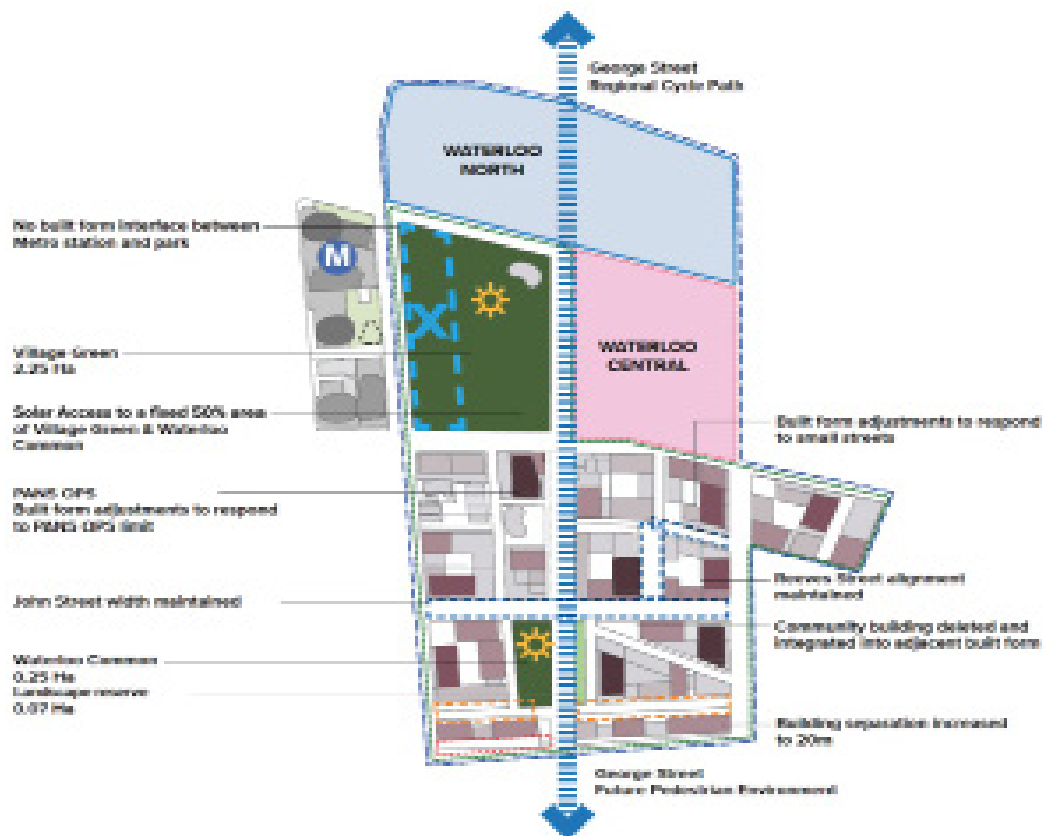 George Street
Regional Cycle Path
WATERLOO
NORTH
No built form interface between
Metro station and park
M
Village Green
2.25 Ha
WATERLOO
CENTRAL
Solar Access to a fixed 50% area
of Village Green & Waterloo
Common
Built form adjustments to respond
to small streets
PANS OPS
Built form adjustments to respond
to PANS OPS limit
Reeves Street alignment
maintained
John Street width maintained
Community building deleted and
integrated into adjacent built form
Waterloo Common
0.25 Ha
Landscape reserve
0.07 Ha
Building separation increased
to 20m
George Street
Future Pedestrian Environment